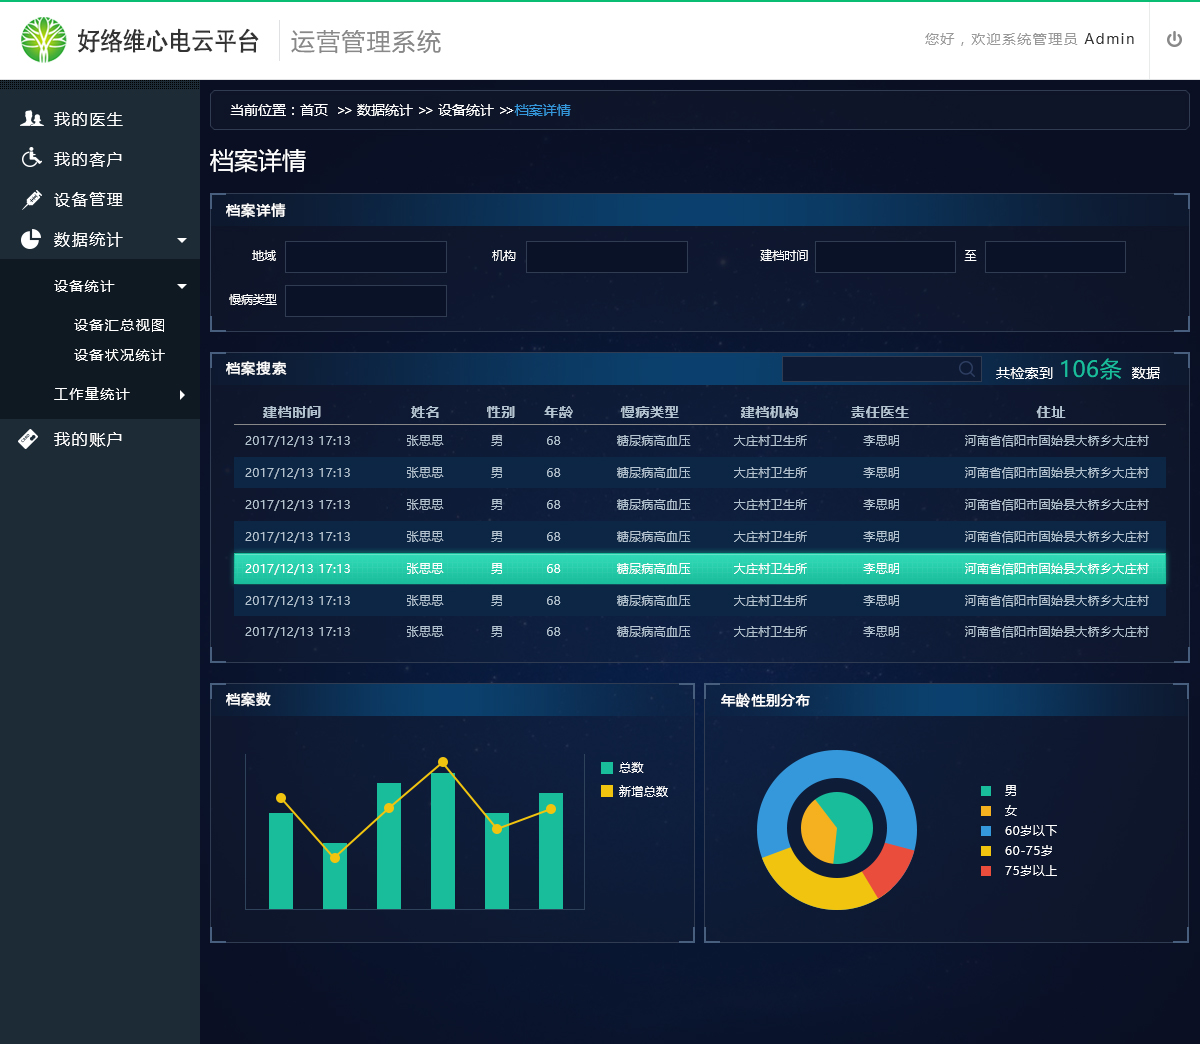 好络维心电云平台 运营管理系统 您好，欢迎系统管理员 Admin
我的医生
我的客户
设备管理
数据统计
设备统计
设备汇总视图
设备状况统计
工作量统计
我的账户
当前位置：首页 >> 数据统计 >> 设备统计 >>档案详情
档案详情
档案详情
地域 机构 建档时间 至
慢病类型
档案搜索 共检索到 106条 数据
建档时间 姓名 性别 年龄 慢病类型 建档机构 责任医生 住址
2017/12/13 17:13 张思思 男 68 糖尿病高血压 大庄村卫生所 李思明 河南省信阳市固始县大桥乡大庄村
2017/12/13 17:13 张思思 男 68 糖尿病高血压 大庄村卫生所 李思明 河南省信阳市固始县大桥乡大庄村
2017/12/13 17:13 张思思 男 68 糖尿病高血压 大庄村卫生所 李思明 河南省信阳市固始县大桥乡大庄村
2017/12/13 17:13 张思思 男 68 糖尿病高血压 大庄村卫生所 李思明 河南省信阳市固始县大桥乡大庄村
2017/12/13 17:13 张思思 男 68 糖尿病高血压 大庄村卫生所 李思明 河南省信阳市固始县大桥乡大庄村
2017/12/13 17:13 张思思 男 68 糖尿病高血压 大庄村卫生所 李思明 河南省信阳市固始县大桥乡大庄村
2017/12/13 17:13 张思思 男 68 糖尿病高血压 大庄村卫生所 李思明 河南省信阳市固始县大桥乡大庄村
档案数
总数
新增总数
年龄性别分布
男
女
60岁以下
60-75岁
75岁以上